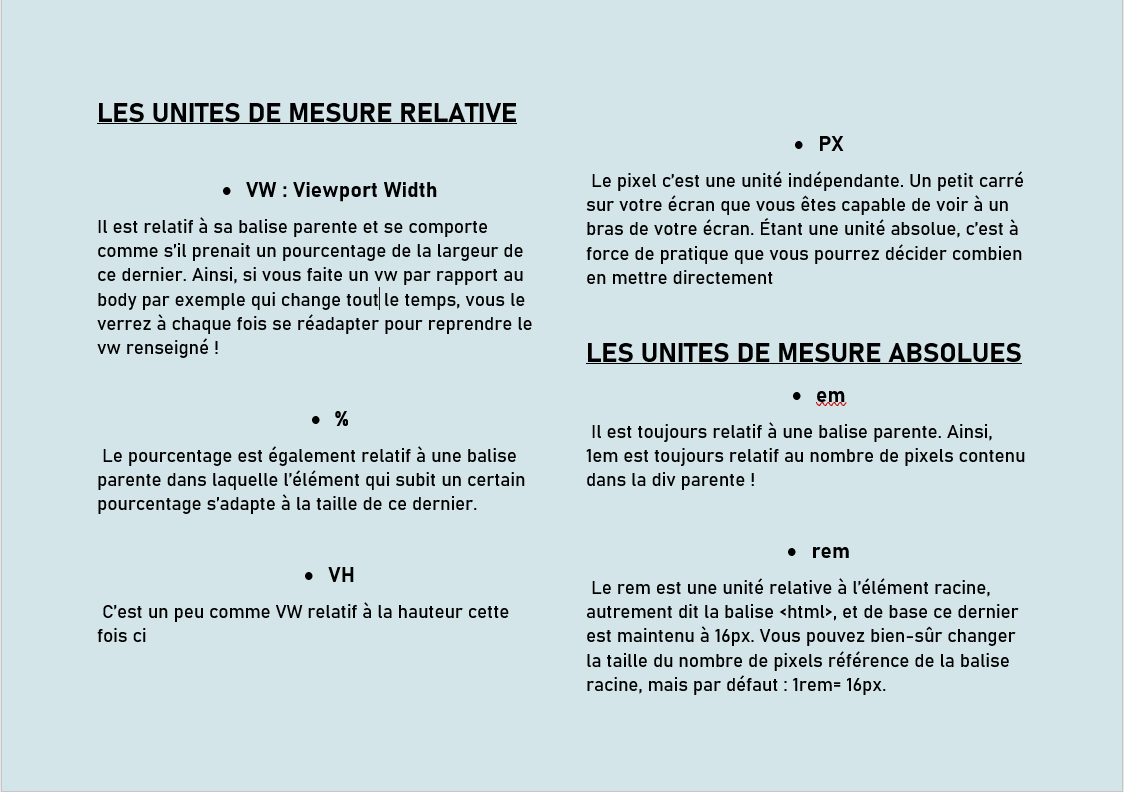 LES UNITES DE MESURE RELATIVE
• VW : Viewport Width
Il est relatif à sa balise parente et se comporte
comme s’il prenait un pourcentage de la largeur de
ce dernier. Ainsi, si vous faite un vw par rapport au
body par exemple qui change tout le temps, vous le
verrez à chaque fois se réadapter pour reprendre le
vw renseigné !
• %
Le pourcentage est également relatif à une balise
parente dans laquelle l’élément qui subit un certain
pourcentage s’adapte à la taille de ce dernier.
• VH
C’est un peu comme VW relatif à la hauteur cette
fois ci
• PX
Le pixel c’est une unité indépendante. Un petit carré
sur votre écran que vous êtes capable de voir à un
bras de votre écran. Étant une unité absolue, c’est à
force de pratique que vous pourrez décider combien
en mettre directement
LES UNITES DE MESURE ABSOLUES
• em
Il est toujours relatif à une balise parente. Ainsi,
1em est toujours relatif au nombre de pixels contenu
dans la div parente !
• rem
Le rem est une unité relative à l’élément racine,
autrement dit la balise <html>, et de base ce dernier
est maintenu à 16px. Vous pouvez bien-sûr changer
la taille du nombre de pixels référence de la balise
racine, mais par défaut : 1rem= 16px.